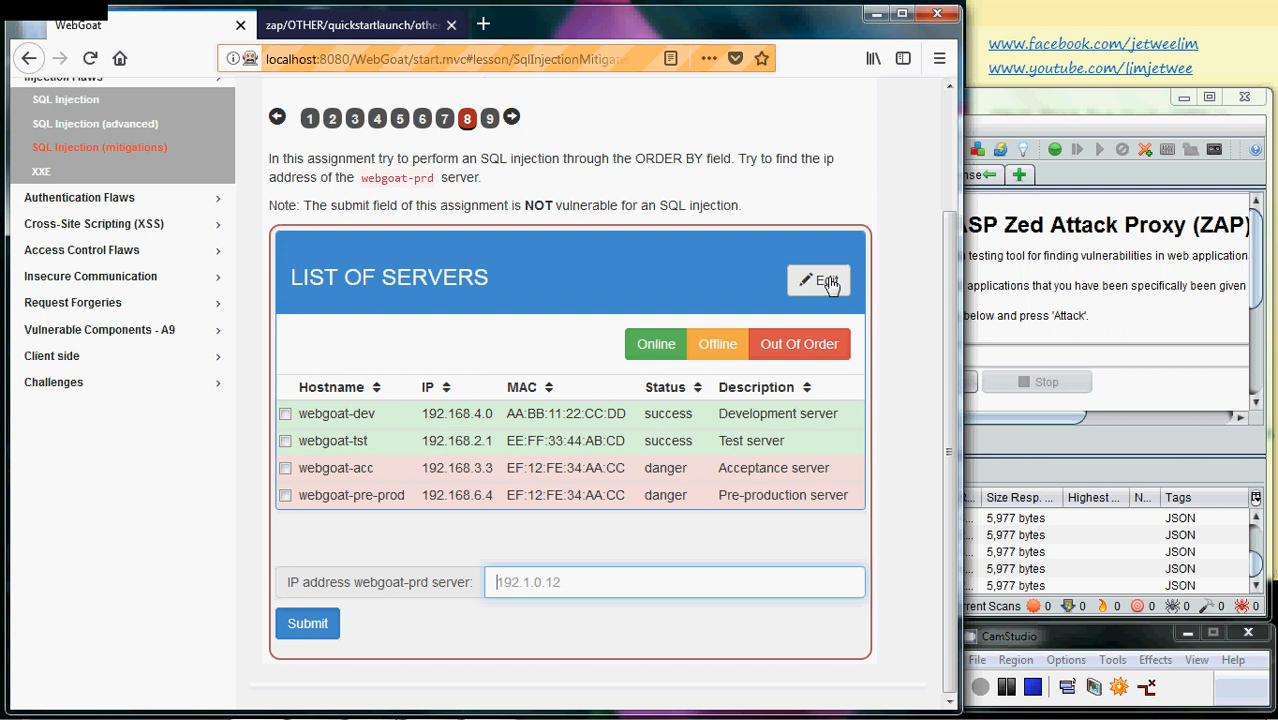 WebGoat
zap/OTHER/quickstartlaunch/othe
localhost:8080/WebGoat/start.mvc#lesson/SqlInjectionMitiga
www.facebook.com/jetweelim
www.youtube.com/limjetwee
Injection Flaws
SQL Injection
SQL Injection (advanced)
SQL Injection (mitigations)
XXE
Authentication Flaws
Cross-Site Scripting (XSS)
Access Control Flaws
Insecure Communication
Request Forgeries
Vulnerable Components - A9
Client side
Challenges
1 2 3 4 5 6 7 8 9
In this assignment try to perform an SQL injection through the ORDER BY field. Try to find the ip
address of the webgoat-prd server.
Note: The submit field of this assignment is NOT vulnerable for an SQL injection.
LIST OF SERVERS
Edit
Online Offline Out Of Order
Hostname IP MAC Status Description
webgoat-dev 192.168.4.0 AA:BB:11:22:CC:DD success Development server
webgoat-tst 192.168.2.1 EE:FF:33:44:AB:CD success Test server
webgoat-acc 192.168.3.3 EF:12:FE:34:AA:CC danger Acceptance server
webgoat-pre-prod 192.168.6.4 EF:12:FE:34:AA:CC danger Pre-production server
IP address webgoat-prd server: 192.1.0.12
Submit
nse
ASP Zed Attack Proxy (ZAP)
n testing tool for finding vulnerabilities in web application
applications that you have been specifically been given
below and press 'Attack'.
Stop
... Size Resp. ... Highest ... N... Tags
... 5,977 bytes JSON
... 5,977 bytes JSON
... 5,977 bytes JSON
... 5,977 bytes JSON
... 5,977 bytes JSON
rrent Scans 0 0 0 0 0 0 0
CamStudio
File Region Options Tools Effects View Help